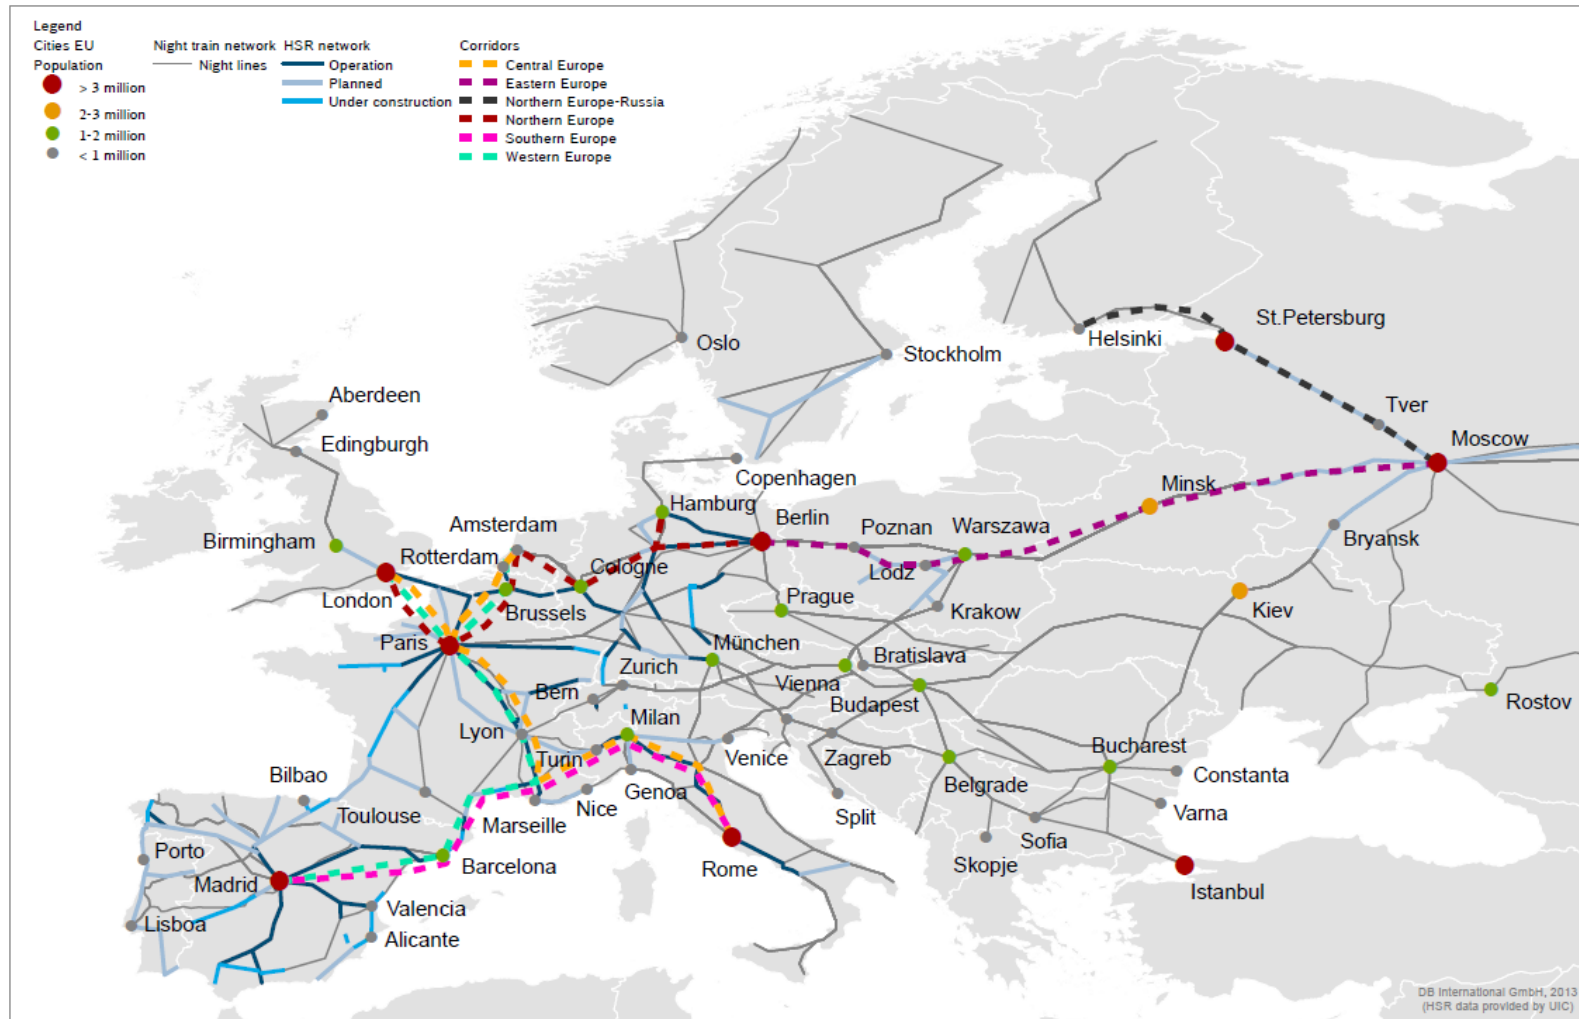 Legend
Cities EU
Population
> 3 million
2-3 million
1-2 million
< 1 million
Night train network
Night lines
HSR network
Operation
Planned
Under construction
Corridors
Central Europe
Eastern Europe
Northern Europe-Russia
Northern Europe
Southern Europe
Western Europe
Oslo
Stockholm
Helsinki
St.Petersburg
Tver
Moscow
Aberdeen
Edingburgh
Copenhagen
Hamburg
Berlin
Poznan
Warszawa
Minsk
Bryansk
Birmingham
Amsterdam
Rotterdam
Cologne
Lodz
London
Brussels
Prague
Krakow
Kiev
Paris
München
Zurich
Bratislava
Bern
Vienna
Budapest
Rostov
Lyon
Milan
Turin
Venice
Zagreb
Bucharest
Bilbao
Nice
Genoa
Belgrade
Constanta
Toulouse
Marseille
Split
Varna
Sofia
Porto
Barcelona
Rome
Skopje
Madrid
Istanbul
Lisboa
Valencia
Alicante
DB International GmbH, 2013
(HSR data provided by UIC)